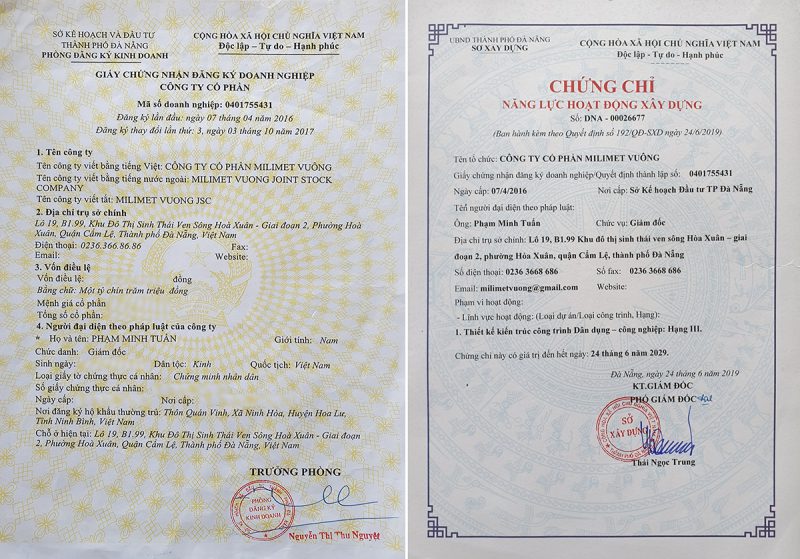 SỞ KẾ HOẠCH VÀ ĐẦU TƯ
THÀNH PHỐ ĐÀ NẴNG
PHÒNG ĐĂNG KÝ KINH DOANH
CỘNG HÒA XÃ HỘI CHỦ NGHĨA VIỆT NAM
Độc lập – Tự do – Hạnh phúc
GIẤY CHỨNG NHẬN ĐĂNG KÝ DOANH NGHIỆP
CÔNG TY CỔ PHẦN
Mã số doanh nghiệp: 0401755431
Đăng ký lần đầu: ngày 07 tháng 04 năm 2016
Đăng ký thay đổi lần thứ: 3, ngày 03 tháng 10 năm 2017
1. Tên công ty
Tên công ty viết bằng tiếng Việt: CÔNG TY CỔ PHẦN MILIMET VUÔNG
Tên công ty viết bằng tiếng nước ngoài: MILIMET VUONG JOINT STOCK
COMPANY
Tên công ty viết tắt: MILIMET VUONG JSC
2. Địa chỉ trụ sở chính
Lô 19, B1.99, Khu Đô Thị Sinh Thái Ven Sông Hoà Xuân - Giai đoạn 2, Phường Hoà
Xuân, Quận Cẩm Lệ, Thành phố Đà Nẵng, Việt Nam
Điện thoại: 0236.366.86.86 Fax:
Email: Website:
3. Vốn điều lệ
Vốn điều lệ: đồng
Bằng chữ: Một tỷ chín trăm triệu đồng
Mệnh giá cổ phần
Tổng số cổ phần:
4. Người đại diện theo pháp luật của công ty
* Họ và tên: PHẠM MINH TUẤN Giới tính: Nam
Chức danh: Giám đốc
Sinh ngày: Dân tộc: Kinh Quốc tịch: Việt Nam
Loại giấy tờ chứng thực cá nhân: Chứng minh nhân dân
Số giấy chứng thực cá nhân:
Ngày cấp: Nơi cấp:
Nơi đăng ký hộ khẩu thường trú: Thôn Quán Vinh, Xã Ninh Hòa, Huyện Hoa Lư,
Tỉnh Ninh Bình, Việt Nam
Chỗ ở hiện tại: Lô 19, B1.99, Khu Đô Thị Sinh Thái Ven Sông Hoà Xuân - Giai đoạn
2, Phường Hoà Xuân, Quận Cẩm Lệ, Thành phố Đà Nẵng, Việt Nam
TRƯỞNG PHÒNG
PHÒNG
ĐĂNG KÝ
KINH DOANH
Nguyễn Thị Thu Nguyệt
UBND THÀNH PHỐ ĐÀ NẴNG
SỞ XÂY DỰNG
CỘNG HÒA XÃ HỘI CHỦ NGHĨA VIỆT NAM
Độc lập - Tự do - Hạnh phúc
CHỨNG CHỈ
NĂNG LỰC HOẠT ĐỘNG XÂY DỰNG
Số: DNA - 00026677
(Ban hành kèm theo Quyết định số 192/QĐ-SXD ngày 24/6/2019)
Tên tổ chức: CÔNG TY CỔ PHẦN MILIMET VUÔNG
Giấy chứng nhận đăng ký doanh nghiệp/Quyết định thành lập số: 0401755431
Ngày cấp: 07/4/2016 Nơi cấp: Sở Kế hoạch Đầu tư TP Đà Nẵng
Tên người đại diện theo pháp luật:
Ông: Phạm Minh Tuấn Chức vụ: Giám đốc
Địa chỉ trụ sở chính: Lô 19, B1.99 Khu đô thị sinh thái ven sông Hòa Xuân – giai
đoạn 2, phường Hòa Xuân, quận Cẩm Lệ, thành phố Đà Nẵng
Số điện thoại: 0236 3668 686 Số fax: 0236 3668 686
Email: milimetvuong@gmail.com Website:
Phạm vi hoạt động:
- Lĩnh vực hoạt động: (Loại dự án/Loại công trình, Hạng):
1. Thiết kế kiến trúc công trình Dân dụng – công nghiệp: Hạng III.
Chứng chỉ này có giá trị đến hết ngày: 24 tháng 6 năm 2029.
Đà Nẵng, ngày 24 tháng 6 năm 2019
KT.GIÁM ĐỐC
PHÓ GIÁM ĐỐC
SỞ
XÂY DỰNG
Thái Ngọc Trung